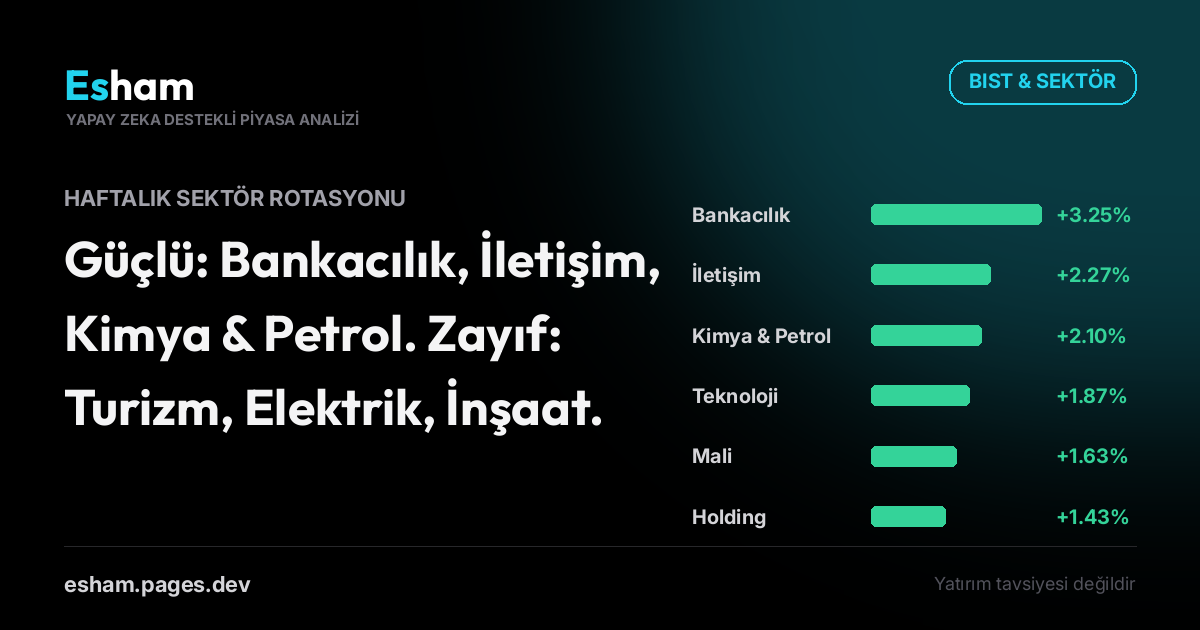 Esham
YAPAY ZEKA DESTEKLİ PİYASA ANALİZİ
BIST & SEKTÖR
HAFTALIK SEKTÖR ROTASYONU
Güçlü: Bankacılık, İletişim,
Kimya & Petrol. Zayıf:
Turizm, Elektrik, İnşaat.
Bankacılık +3.25%
İletişim +2.27%
Kimya & Petrol +2.10%
Teknoloji +1.87%
Mali +1.63%
Holding +1.43%
esham.pages.dev
Yatırım tavsiyesi değildir